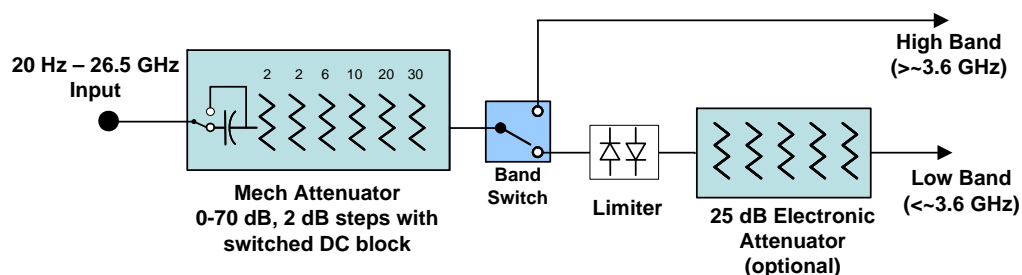 20 Hz – 26.5 GHz
Input
2 2 6 10 20 30
Mech Attenuator
0-70 dB, 2 dB steps with
switched DC block
Band
Switch
Limiter
25 dB Electronic
Attenuator
(optional)
High Band
(>~3.6 GHz)
Low Band
(<~3.6 GHz)